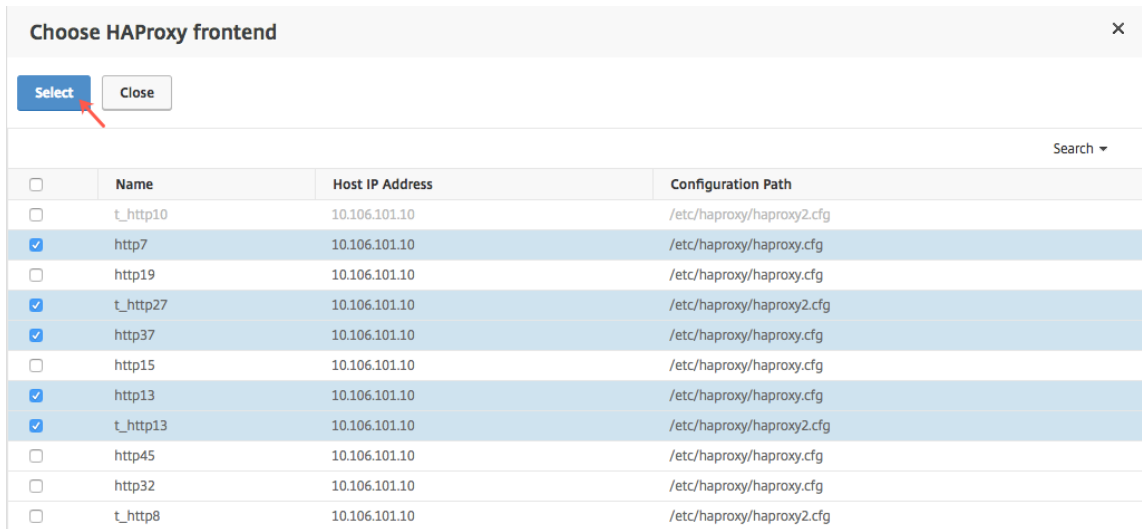 Choose HAProxy frontend
Select Close
Search
Name Host IP Address Configuration Path
t_http10 10.106.101.10 /etc/haproxy/haproxy2.cfg
http7 10.106.101.10 /etc/haproxy/haproxy.cfg
http19 10.106.101.10 /etc/haproxy/haproxy.cfg
t_http27 10.106.101.10 /etc/haproxy/haproxy2.cfg
http37 10.106.101.10 /etc/haproxy/haproxy.cfg
http15 10.106.101.10 /etc/haproxy/haproxy.cfg
http13 10.106.101.10 /etc/haproxy/haproxy.cfg
t_http13 10.106.101.10 /etc/haproxy/haproxy2.cfg
http45 10.106.101.10 /etc/haproxy/haproxy.cfg
http32 10.106.101.10 /etc/haproxy/haproxy.cfg
t_http8 10.106.101.10 /etc/haproxy/haproxy2.cfg